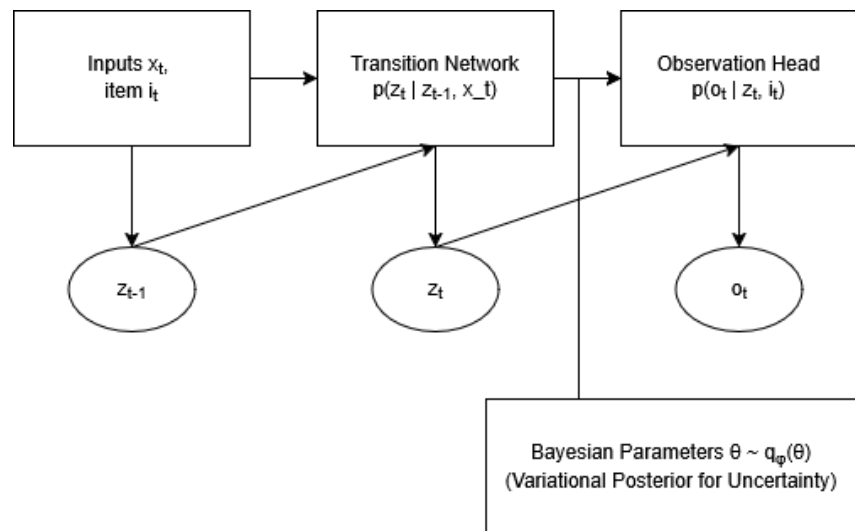 Inputs xₜ,
item iₜ
Transition Network
p(zₜ | zₜ₋₁, x_t)
Observation Head
p(oₜ | zₜ, iₜ)
zₜ₋₁
zₜ
oₜ
Bayesian Parameters θ ~ qᵩ(θ)
(Variational Posterior for Uncertainty)